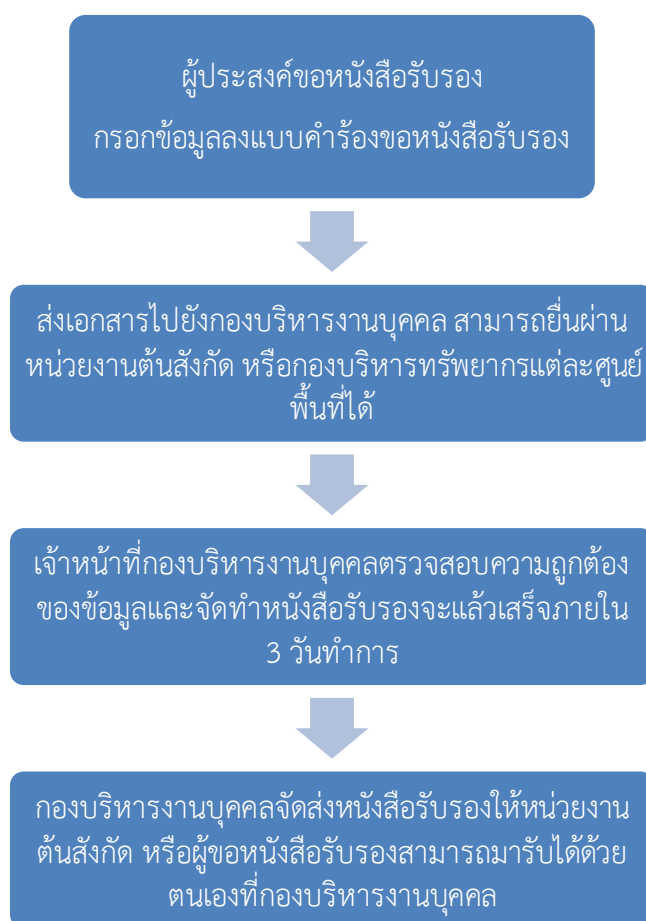 ผู้ประสงค์ขอหนังสือรับรอง
กรอกข้อมูลลงแบบคำร้องขอหนังสือรับรอง
ส่งเอกสารไปยังกองบริหารงานบุคคล สามารถยื่นผ่าน
หน่วยงานต้นสังกัด หรือกองบริหารทรัพยากรแต่ละศูนย์
พื้นที่ได้
เจ้าหน้าที่กองบริหารงานบุคคลตรวจสอบความถูกต้อง
ของข้อมูลและจัดทำหนังสือรับรองจะแล้วเสร็จภายใน
3 วันทำการ
กองบริหารงานบุคคลจัดส่งหนังสือรับรองให้หน่วยงาน
ต้นสังกัด หรือผู้ขอหนังสือรับรองสามารถมารับได้ด้วย
ตนเองที่กองบริหารงานบุคคล